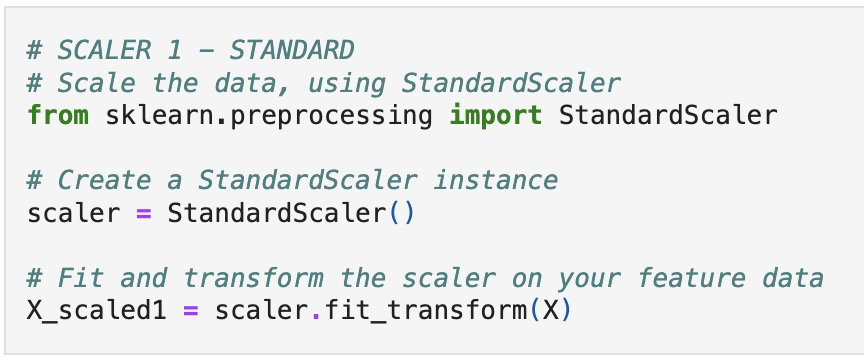 # SCALER 1 – STANDARD
# Scale the data, using StandardScaler
from sklearn.preprocessing import StandardScaler
# Create a StandardScaler instance
scaler = StandardScaler()
# Fit and transform the scaler on your feature data
X_scaled1 = scaler.fit_transform(X)